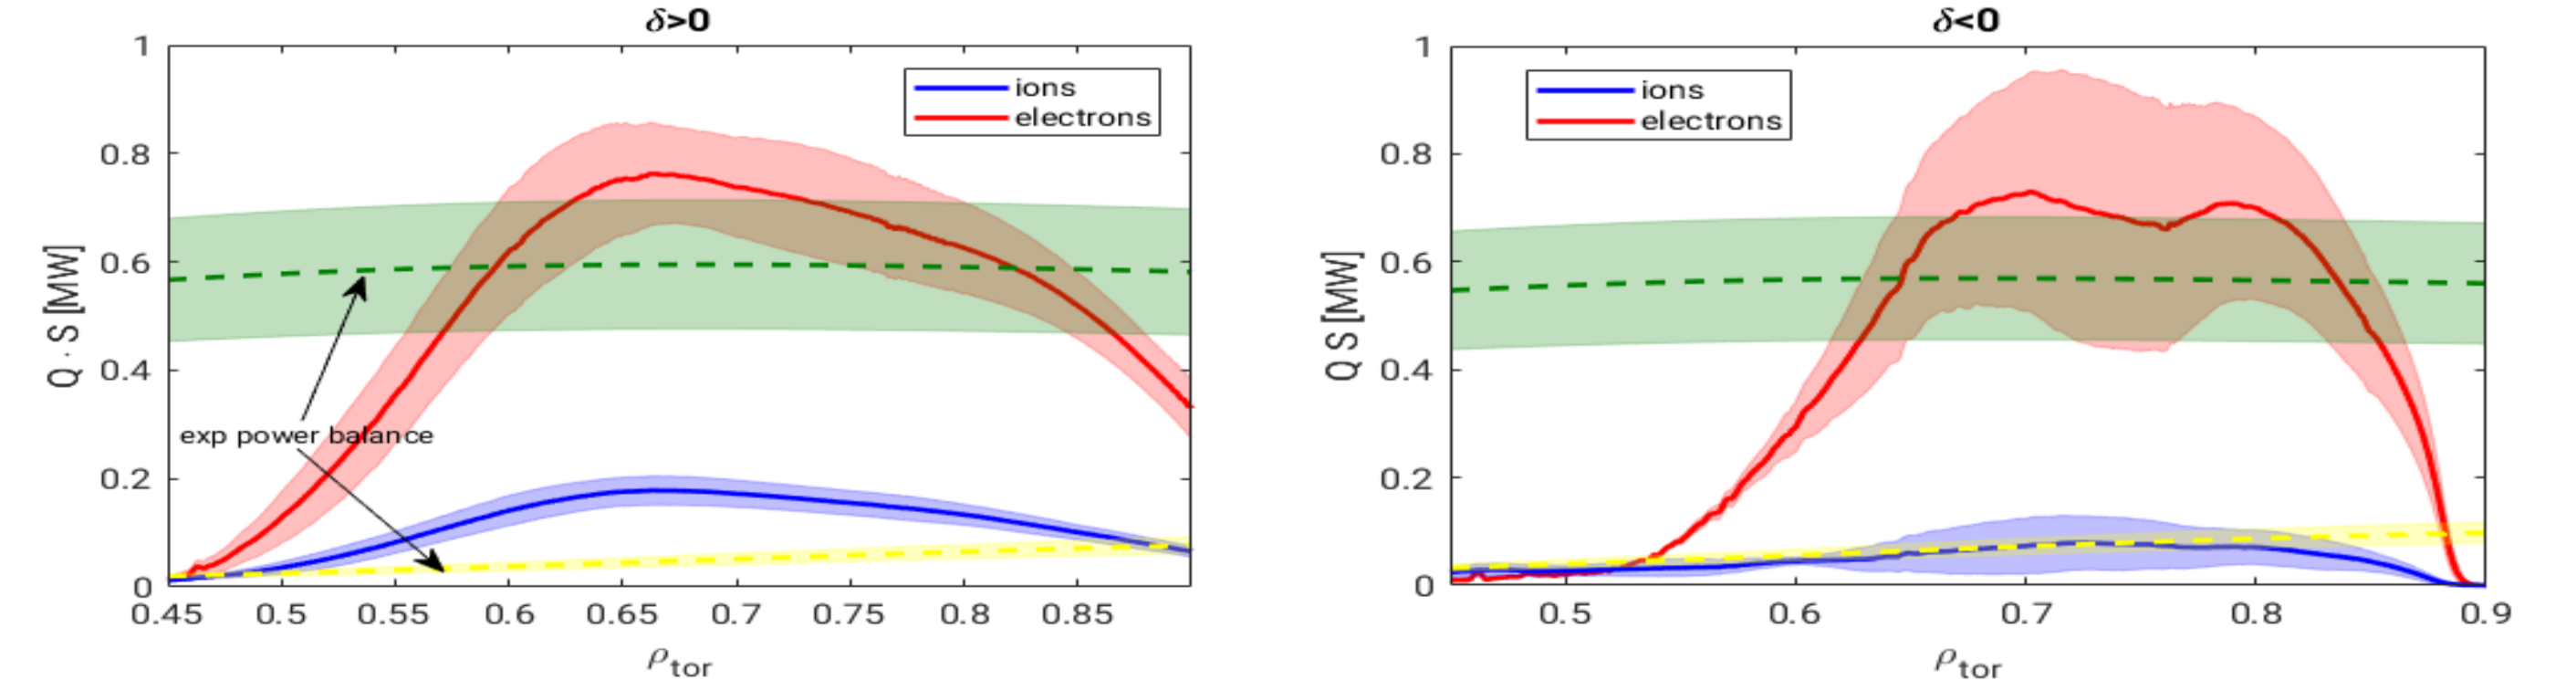 δ>0
1
0.8
0.6
0.4
0.2
0
Q · S [MW]
ions
electrons
exp power balance
0.45 0.5 0.55 0.6 0.65 0.7 0.75 0.8 0.85
ρtor
δ<0
1
0.8
0.6
0.4
0.2
0
Q S [MW]
ions
electrons
0.5 0.6 0.7 0.8 0.9
ρtor